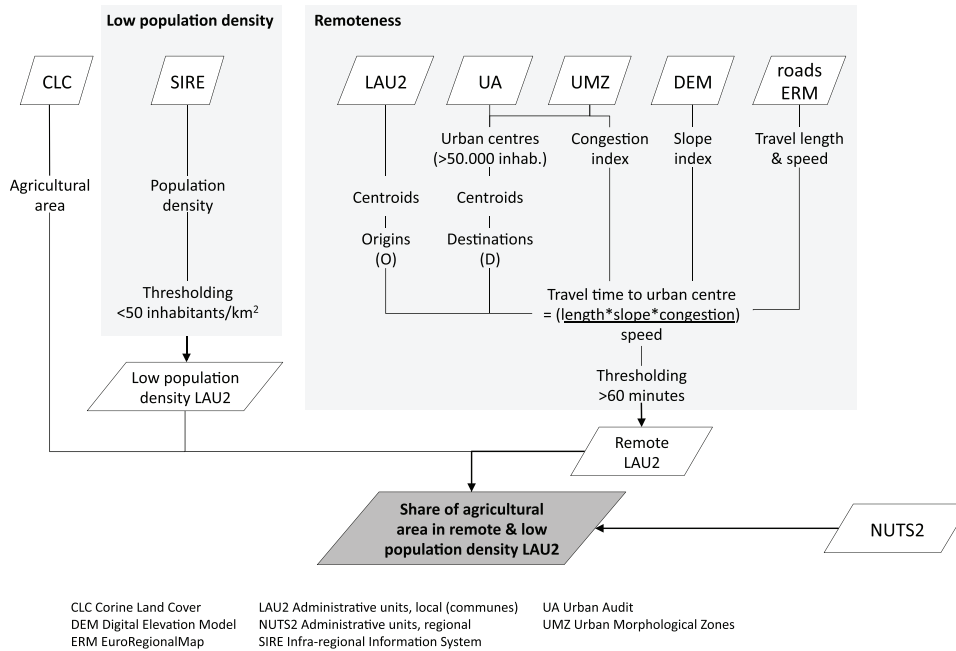 Low population density
Remoteness
CLC
SIRE
LAU2
UA
UMZ
DEM
roads
ERM
Urban centres
(>50.000 inhab.)
Congestion
index
Slope
index
Travel length
& speed
Agricultural
area
Population
density
Centroids
Centroids
Origins
(O)
Destinations
(D)
Thresholding
<50 inhabitants/km²
Travel time to urban centre
= (length*slope*congestion)
speed
Low population
density LAU2
Thresholding
>60 minutes
Remote
LAU2
Share of agricultural
area in remote & low
population density LAU2
NUTS2
CLC Corine Land Cover
DEM Digital Elevation Model
ERM EuroRegionalMap
LAU2 Administrative units, local (communes)
NUTS2 Administrative units, regional
SIRE Infra-regional Information System
UA Urban Audit
UMZ Urban Morphological Zones